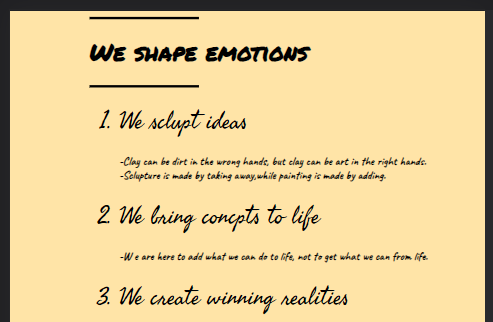 We shape emotions
1. We sclupt ideas
-Clay can be dirt in the wrong hands, but clay can be art in the right hands.
-Sclupture is made by taking away,while painting is made by adding.
2. We bring concpts to life
-W e are here to add what we can do to life, not to get what we can from life.
3. We create winning realities